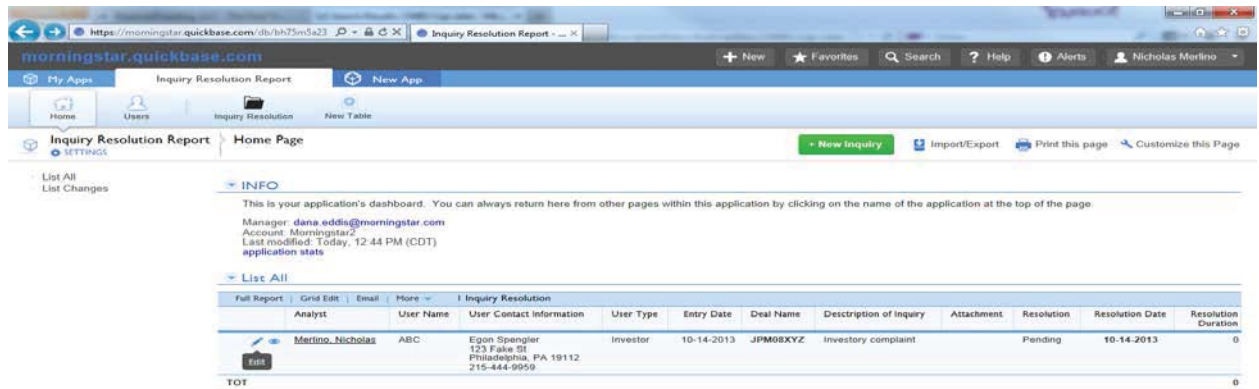 https://morningstar.quickbase.com/db/bh75m5a23
Inquiry Resolution Report - ...
morningstar.quickbase.com
New
Favorites
Search
Help
Alerts
Nicholas Merlino
My Apps
Inquiry Resolution Report
New App
Home
Users
Inquiry Resolution
New Table
Inquiry Resolution Report
SETTINGS
Home Page
+ New Inquiry
Import/Export
Print this page
Customize this Page
List All
List Changes
INFO
This is your application's dashboard. You can always return here from other pages within this application by clicking on the name of the application at the top of the page
Manager: dana.eddis@morningstar.com
Account: Morningstar2
Last modified: Today, 12:44 PM (CDT)
application stats
List All
Full Report | Grid Edit | Email | More | 1 Inquiry Resolution
Analyst User Name User Contact Information User Type Entry Date Deal Name Desctription of Inquiry Attachment Resolution Resolution Date Resolution Duration
Merlino, Nicholas ABC Egon Spengler Investor 10-14-2013 JPM08XYZ Investory complaint Pending 10-14-2013 0
123 Fake St
Philadelphia, PA 19112
215-444-9959
Edit
TOT 0